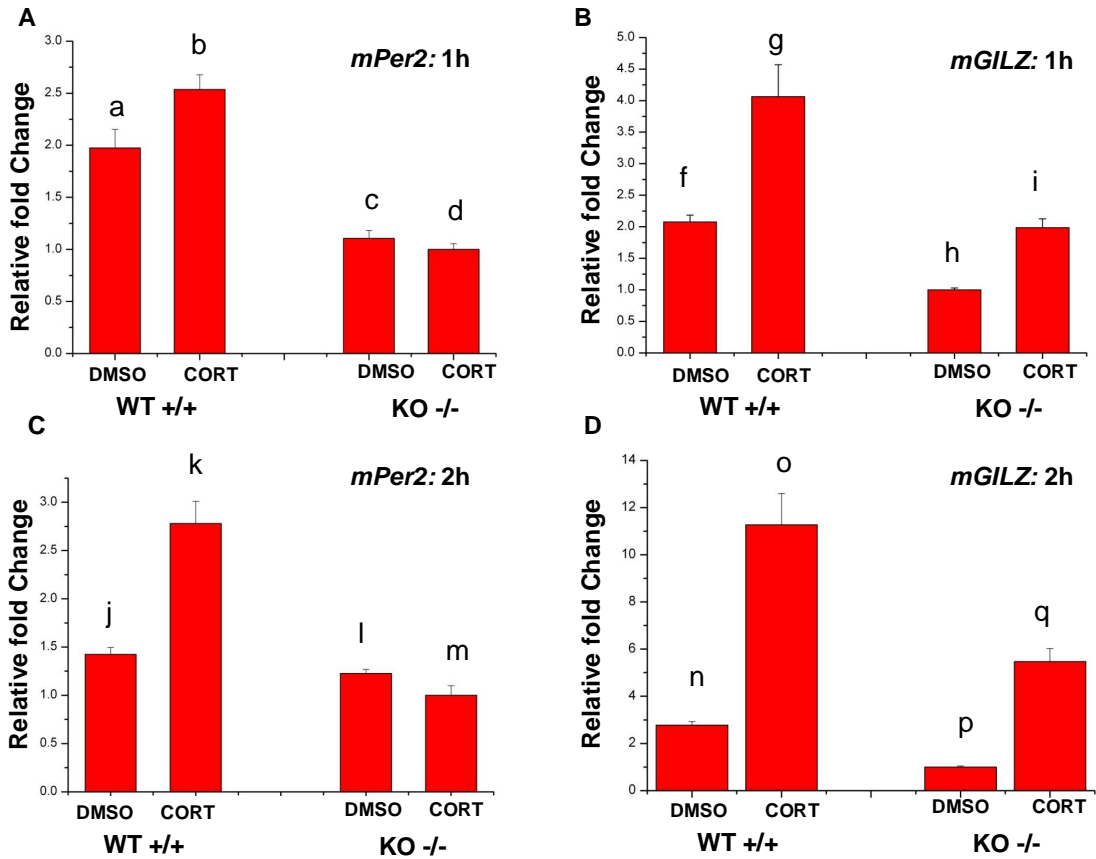 A
mPer2: 1h
Relative fold Change
3.0
2.5
2.0
1.5
1.0
0.5
0.0
a
b
c
d
DMSO CORT DMSO CORT
WT +/+ KO -/-
B
mGILZ: 1h
Relative fold Change
5.0
4.5
4.0
3.5
3.0
2.5
2.0
1.5
1.0
0.5
0.0
f
g
h
i
DMSO CORT DMSO CORT
WT +/+ KO -/-
C
mPer2: 2h
Relative fold Change
3.0
2.5
2.0
1.5
1.0
0.5
0.0
j
k
l
m
DMSO CORT DMSO CORT
WT +/+ KO -/-
D
mGILZ: 2h
Relative fold Change
14
12
10
8
6
4
2
0
n
o
p
q
DMSO CORT DMSO CORT
WT +/+ KO -/-